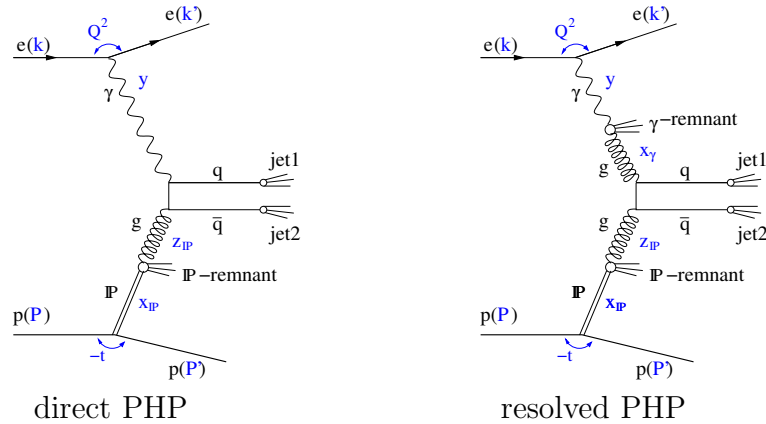 e(k)
Q²
e(k')
y
γ
q
jet1
q̄
jet2
g
z_IP
IP−remnant
IP
x_IP
p(P)
−t
p(P')
direct PHP
e(k)
Q²
e(k')
y
γ
γ−remnant
x_γ
g
q
jet1
q̄
jet2
g
z_IP
IP−remnant
IP
x_IP
p(P)
−t
p(P')
resolved PHP